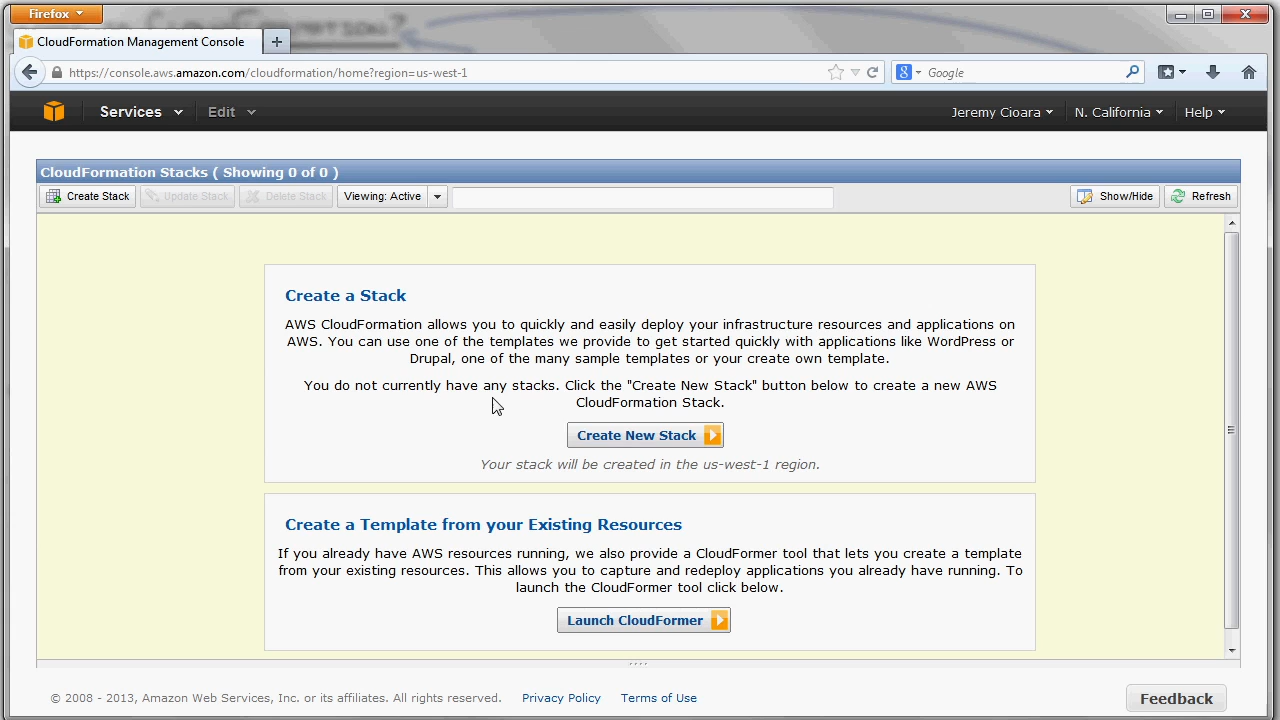 Firefox
CloudFormation?
CloudFormation Management Console
https://console.aws.amazon.com/cloudformation/home?region=us-west-1
Google
Services Edit Jeremy Cioara N. California Help
CloudFormation Stacks ( Showing 0 of 0 )
Create Stack Update Stack Delete Stack Viewing: Active Show/Hide Refresh
Create a Stack
AWS CloudFormation allows you to quickly and easily deploy your infrastructure resources and applications on
AWS. You can use one of the templates we provide to get started quickly with applications like WordPress or
Drupal, one of the many sample templates or your create own template.
You do not currently have any stacks. Click the "Create New Stack" button below to create a new AWS
CloudFormation Stack.
Create New Stack
Your stack will be created in the us-west-1 region.
Create a Template from your Existing Resources
If you already have AWS resources running, we also provide a CloudFormer tool that lets you create a template
from your existing resources. This allows you to capture and redeploy applications you already have running. To
launch the CloudFormer tool click below.
Launch CloudFormer
© 2008 - 2013, Amazon Web Services, Inc. or its affiliates. All rights reserved. Privacy Policy Terms of Use
Feedback